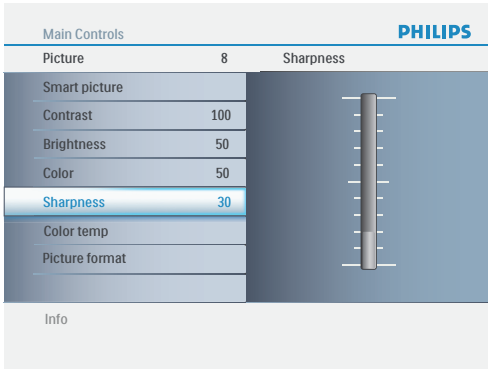 Main Controls PHILIPS
Picture 8 Sharpness
Smart picture
Contrast 100
Brightness 50
Color 50
Sharpness 30
Color temp
Picture format
Info